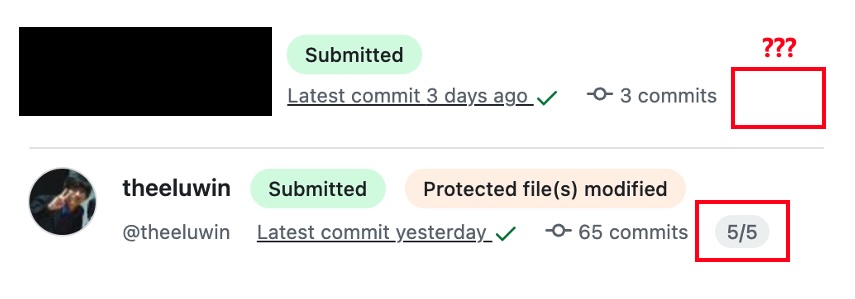 Submitted
???
Latest commit 3 days ago 3 commits
theeluwin Submitted Protected file(s) modified
@theeluwin Latest commit yesterday 65 commits 5/5